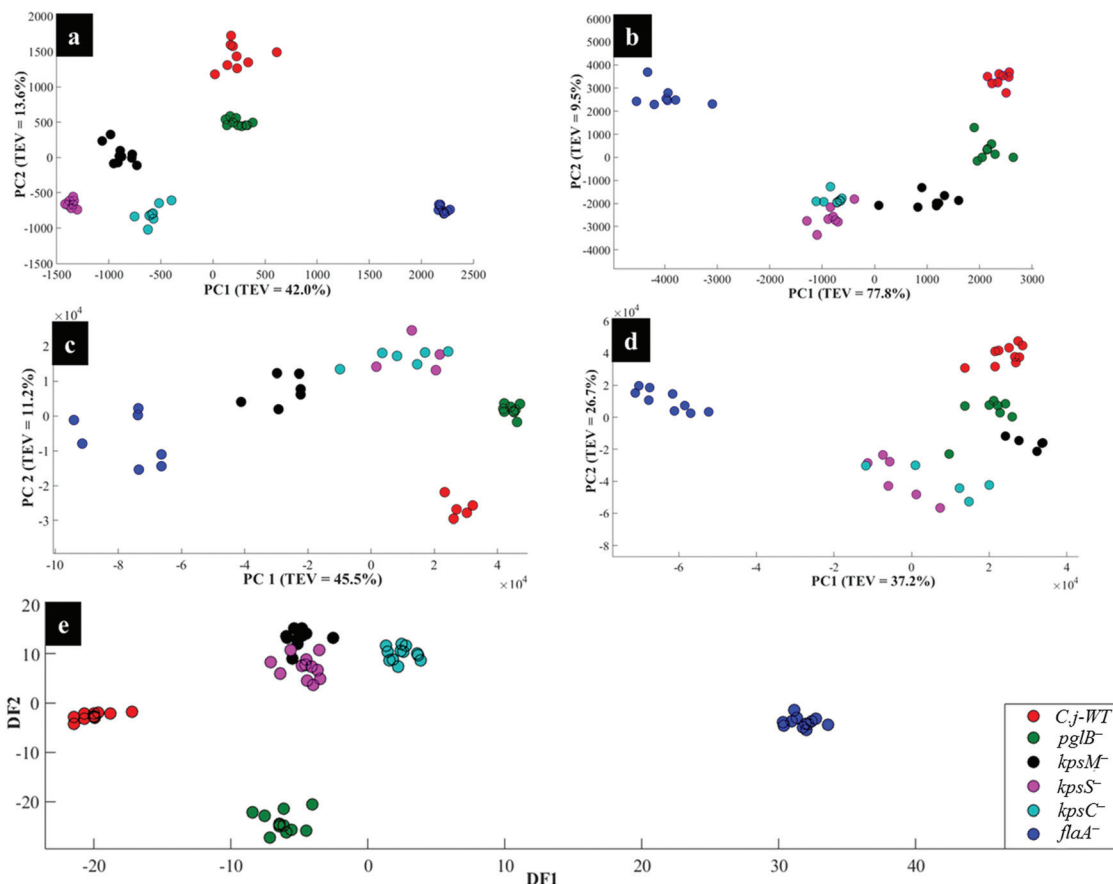 a
PC2 (TEV = 13.6%)
2000
1500
1000
500
0
-500
-1000
-1500
-1500 -1000 -500 0 500 1000 1500 2000 2500
PC1 (TEV = 42.0%)
b
PC2 (TEV = 9.5%)
6000
5000
4000
3000
2000
1000
0
-1000
-2000
-3000
-4000
-4000 -3000 -2000 -1000 0 1000 2000 3000
PC1 (TEV = 77.8%)
c
×10⁴
PC 2 (TEV = 11.2%)
2
1
0
-1
-2
-3
-10 -8 -6 -4 -2 0 2 4
×10⁴
PC 1 (TEV = 45.5%)
d
×10⁴
PC2 (TEV = 26.7%)
6
4
2
0
-2
-4
-6
-8
-6 -4 -2 0 2 4
×10⁴
PC1 (TEV = 37.2%)
e
DF2
20
10
0
-10
-20
-20 -10 0 10 20 30 40
DF1
C.j-WT
pglB⁻
kpsM⁻
kpsS⁻
kpsC⁻
flaA⁻